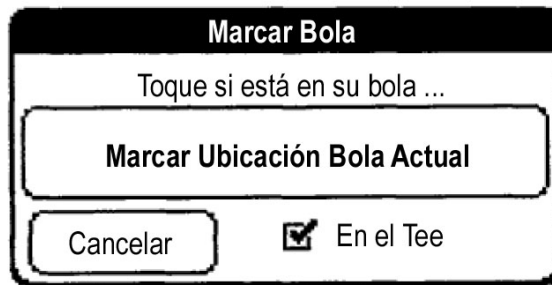 Marcar Bola
Toque si está en su bola ...
Marcar Ubicación Bola Actual
Cancelar
En el Tee